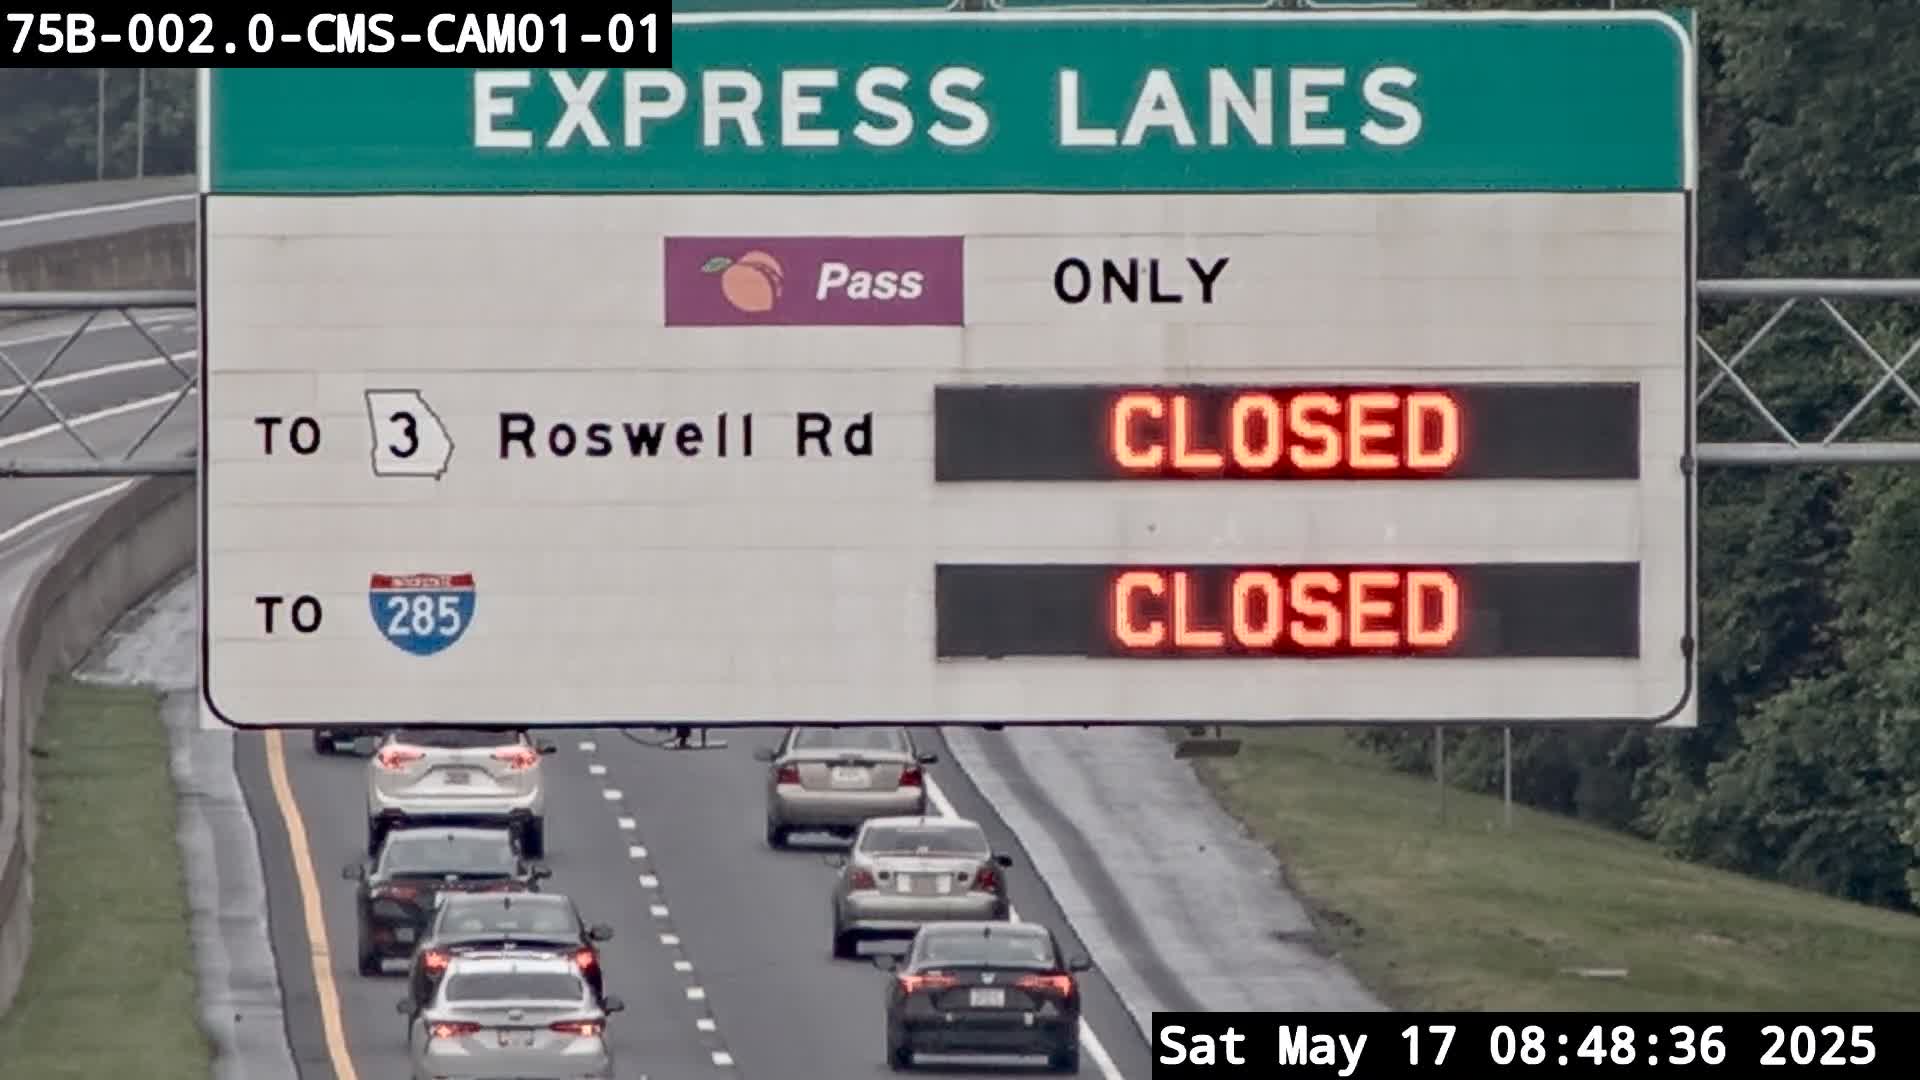 75B-002.0-CMS-CAM01-01
EXPRESS LANES
Pass ONLY
TO 3 Roswell Rd CLOSED
TO INTERSTATE 285 CLOSED
Sat May 17 08:48:36 2025